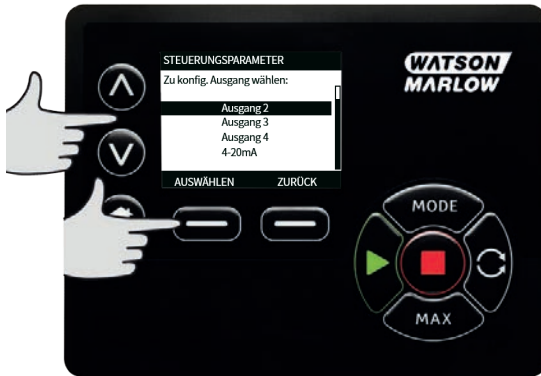 STEUERUNGSPARAMETER
Zu konfig. Ausgang wählen:
Ausgang 2
Ausgang 3
Ausgang 4
4-20mA
AUSWÄHLEN ZURÜCK
WATSON
MARLOW
MODE
MAX